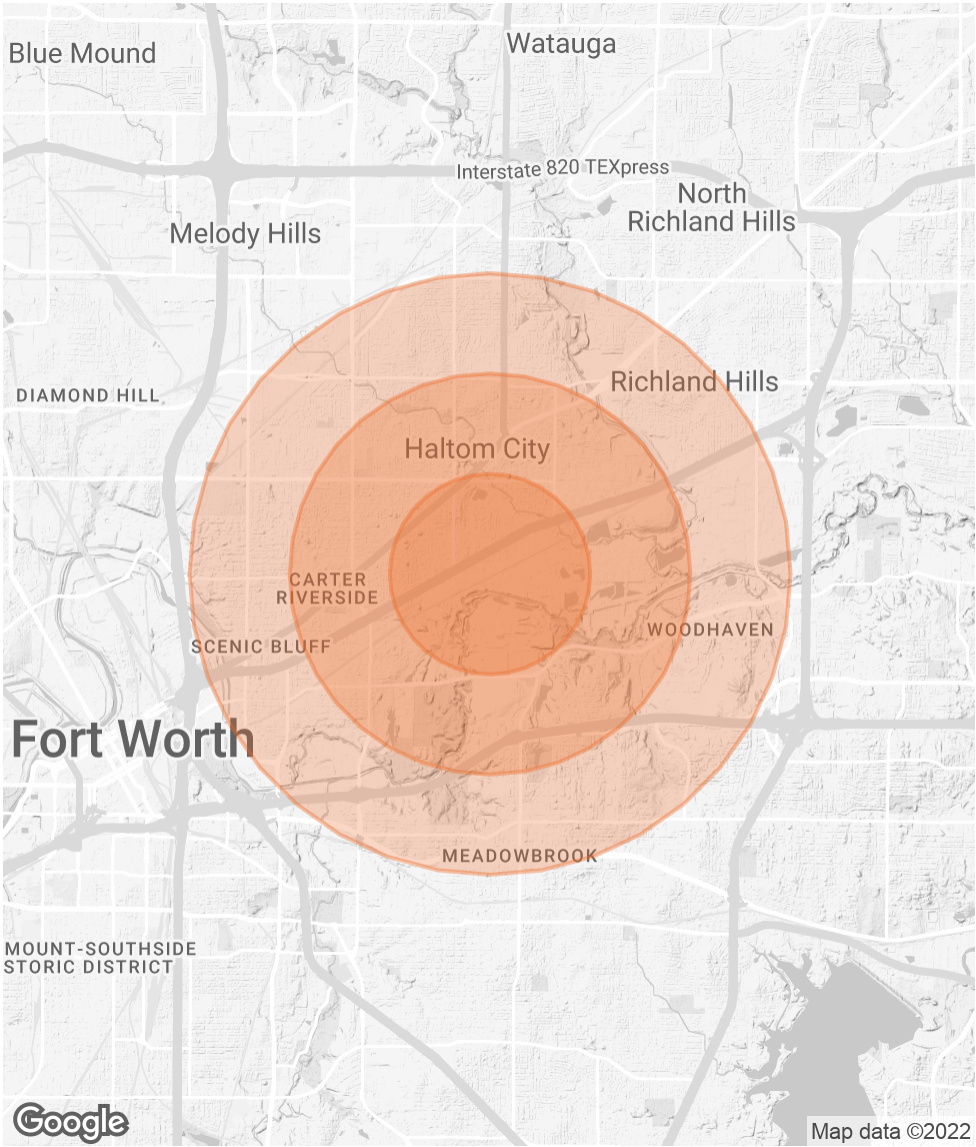 Blue Mound
Watauga
Interstate 820 TEXpress
North
Richland Hills
Melody Hills
Richland Hills
DIAMOND HILL
Haltom City
CARTER
RIVERSIDE
WOODHAVEN
SCENIC BLUFF
Fort Worth
MEADOWBROOK
MOUNT-SOUTHSIDE
STORIC DISTRICT
Google
Map data ©2022